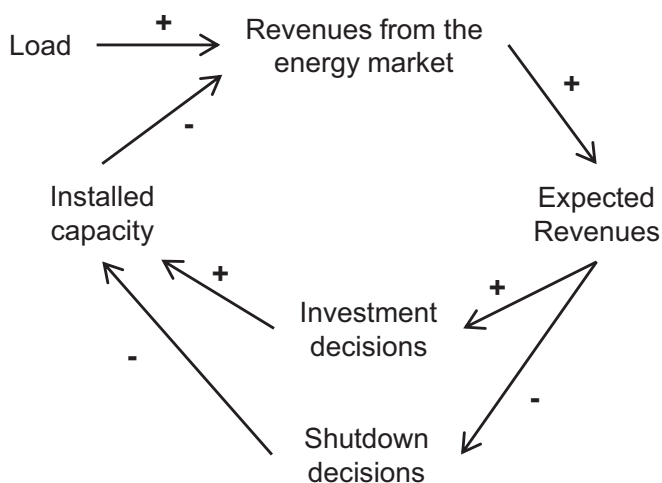 Load
+
Revenues from the
energy market
+
-
Installed
capacity
Expected
Revenues
+
+
Investment
decisions
-
-
Shutdown
decisions